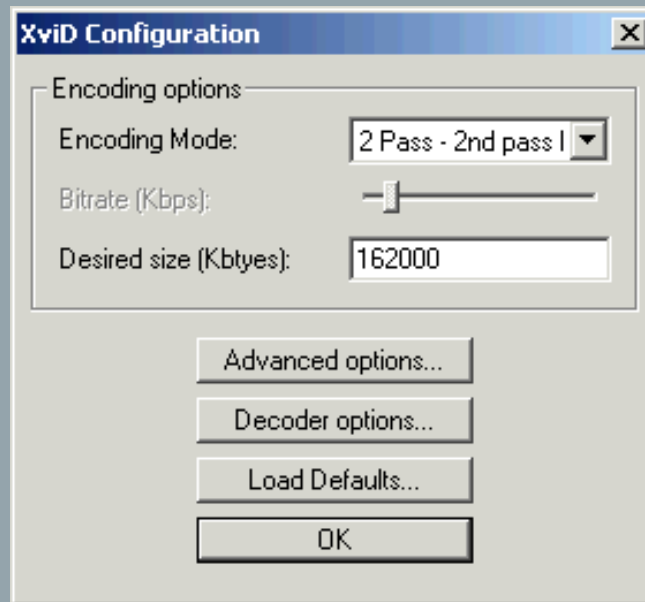 XviD Configuration
Encoding options
Encoding Mode: 2 Pass - 2nd pass I
Bitrate (Kbps):
Desired size (Kbtyes): 162000
Advanced options...
Decoder options...
Load Defaults...
OK